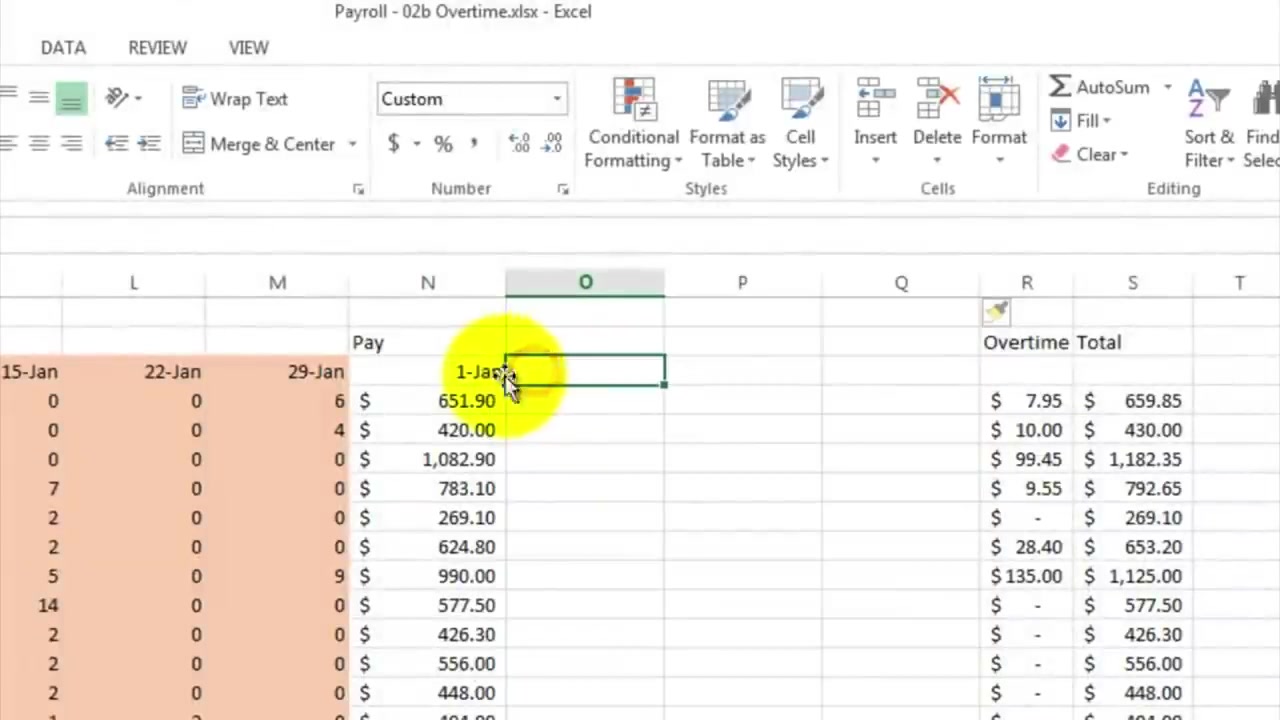 Payroll - 02b Overtime.xlsx - Excel
DATA REVIEW VIEW
Wrap Text Custom AutoSum
Merge & Center $ % , Conditional Formatting Format as Table Cell Styles Insert Delete Format Fill Clear Sort & Filter
Alignment Number Styles Cells Editing
L M N O P Q R S T
Pay Overtime Total
15-Jan 22-Jan 29-Jan 1-Jan
0 0 6 $ 651.90 $ 7.95 $ 659.85
0 0 4 $ 420.00 $ 10.00 $ 430.00
0 0 0 $ 1,082.90 $ 99.45 $ 1,182.35
7 0 0 $ 783.10 $ 9.55 $ 792.65
2 0 0 $ 269.10 $ - $ 269.10
2 0 0 $ 624.80 $ 28.40 $ 653.20
5 0 9 $ 990.00 $ 135.00 $ 1,125.00
14 0 0 $ 577.50 $ - $ 577.50
2 0 0 $ 426.30 $ - $ 426.30
2 0 0 $ 556.00 $ - $ 556.00
2 0 0 $ 448.00 $ - $ 448.00